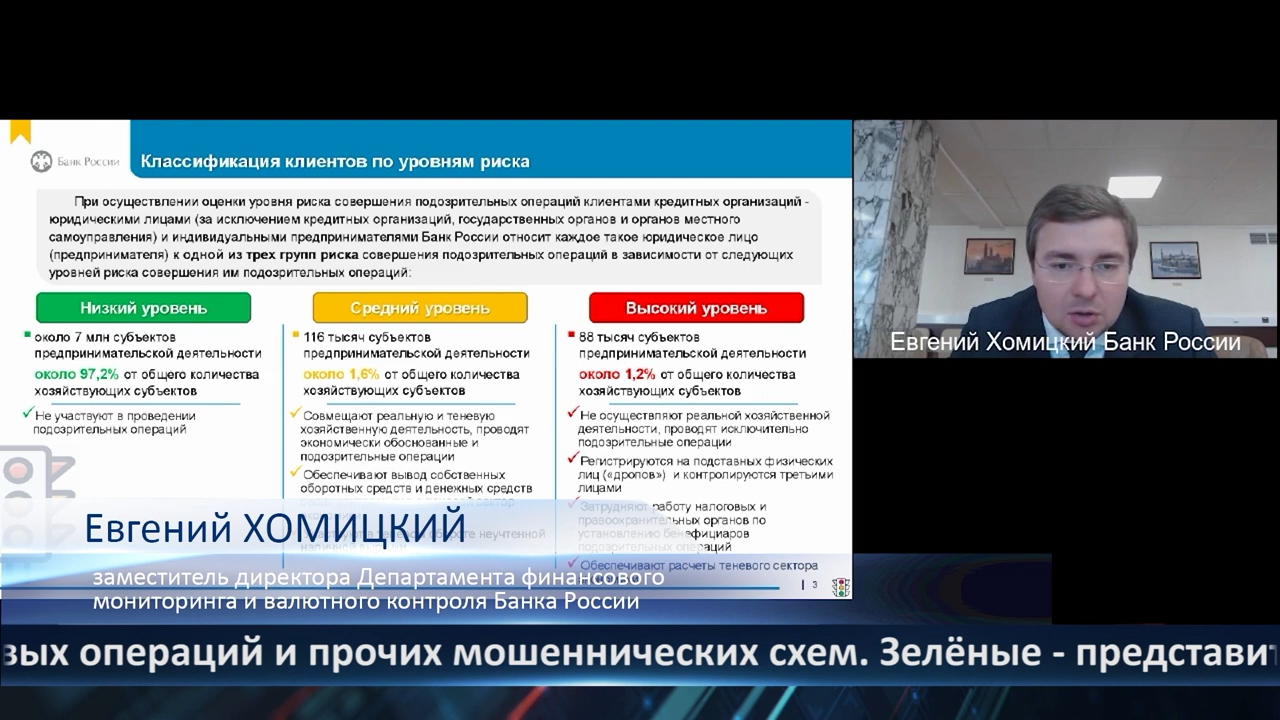 Банк России
Классификация клиентов по уровням риска
При осуществлении оценки уровня риска совершения подозрительных операций клиентами кредитных организаций -
юридическими лицами (за исключением кредитных организаций, государственных органов и органов местного
самоуправления) и индивидуальными предпринимателями Банк России относит каждое такое юридическое лицо
(предпринимателя) к одной из трех групп риска совершения подозрительных операций в зависимости от следующих
уровней риска совершения им подозрительных операций:
Низкий уровень
около 7 млн субъектов
предпринимательской деятельности
около 97,2% от общего количества
хозяйствующих субъектов
Не участвуют в проведении
подозрительных операций
Средний уровень
116 тысяч субъектов
предпринимательской деятельности
около 1,6% от общего количества
хозяйствующих субъектов
Совмещают реальную и теневую
хозяйственную деятельность, проводят
экономически обоснованные и
подозрительные операции
Обеспечивают вывод собственных
оборотных средств и денежных средств
обороте неучтенной
Высокий уровень
88 тысяч субъектов
предпринимательской деятельности
около 1,2% от общего количества
хозяйствующих субъектов
Не осуществляют реальной хозяйственной
деятельности, проводят исключительно
подозрительные операции
Регистрируются на подставных физических
лиц («дропов») и контролируются третьими
лицами
Затрудняют работу налоговых и
правоохранительных органов по
установлению бенефициаров
подозрительных операций
Обеспечивают расчеты теневого сектора
3
Евгений Хомицкий Банк России
Евгений ХОМИЦКИЙ
заместитель директора Департамента финансового
мониторинга и валютного контроля Банка России
вых операций и прочих мошеннических схем. Зелёные - представит